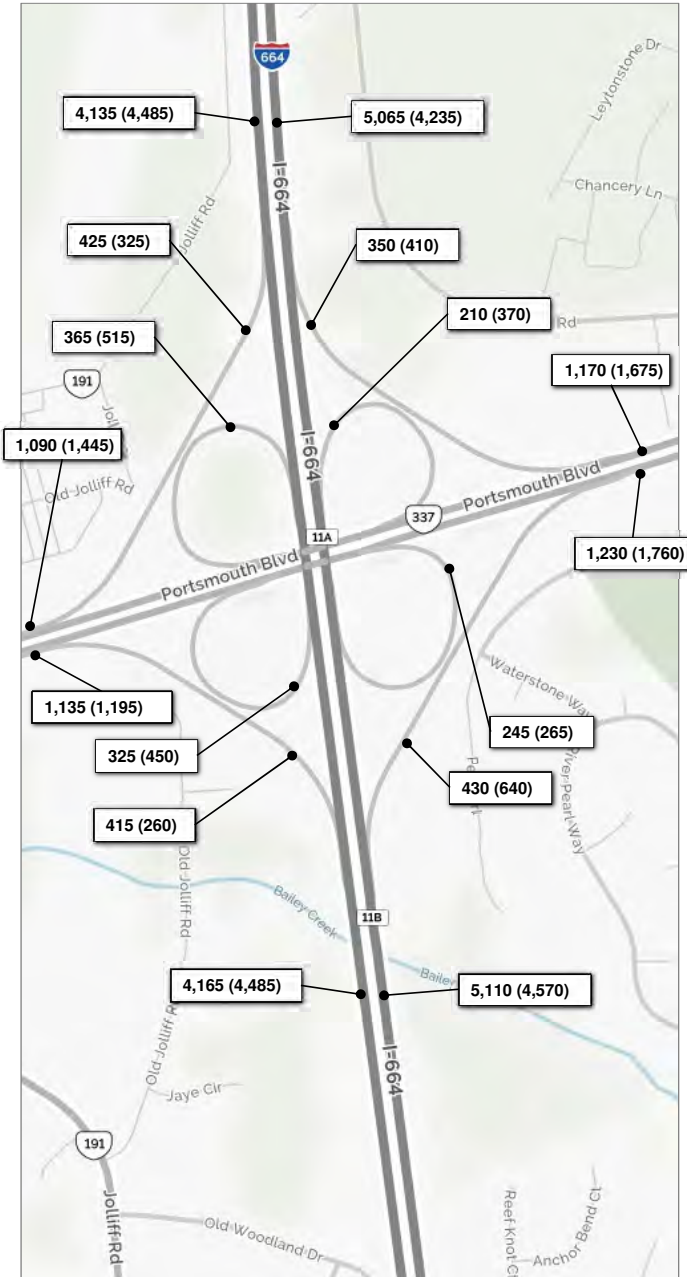 664
4,135 (4,485)
5,065 (4,235)
Leytonstone Dr
I-664
Chancery Ln
Jolliff Rd
425 (325)
350 (410)
210 (370)
Rd
365 (515)
1,170 (1,675)
191
1,090 (1,445)
I-664
Portsmouth Blvd
Old Jolliff Rd
337
11A
Portsmouth Blvd
1,230 (1,760)
1,135 (1,195)
Waterstone Way
245 (265)
325 (450)
430 (640)
River Pearl Way
415 (260)
Old Jolliff Rd
Bailey Creek
11B
4,165 (4,485)
Bailey
5,110 (4,570)
Old Jolliff R
I-664
Jaye Cir
191
Jolliff Rd
Old Woodland Dr
Reef Knot C
Anchor Bend Ct